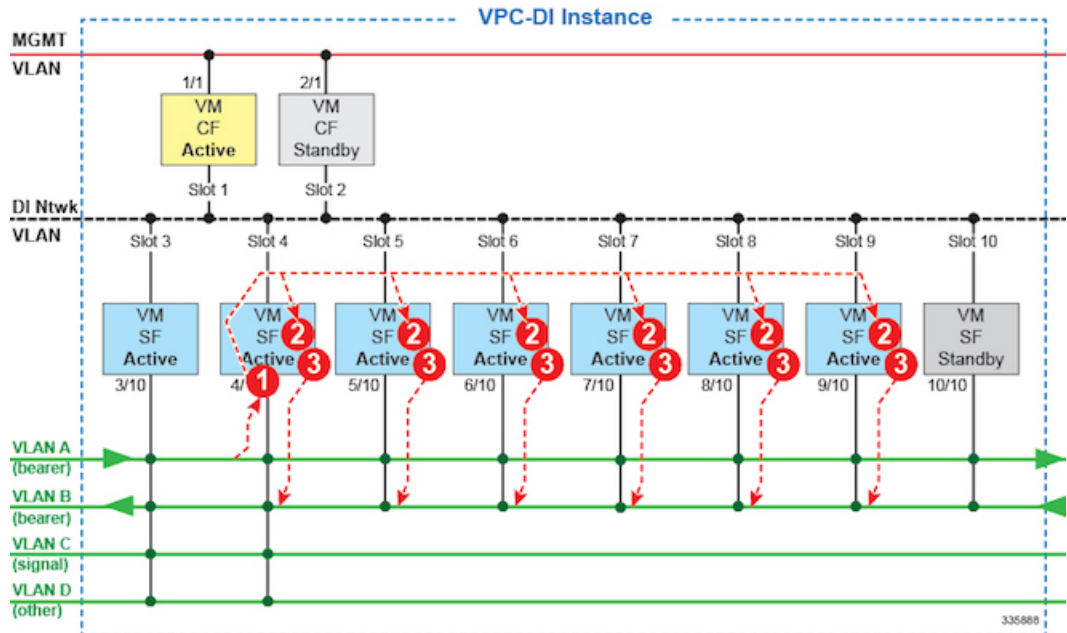 VPC-DI Instance
MGMT
VLAN
1/1
2/1
VM
CF
Active
VM
CF
Standby
Slot 1
Slot 2
DI Ntwk
VLAN
Slot 3
Slot 4
Slot 5
Slot 6
Slot 7
Slot 8
Slot 9
Slot 10
VM
SF
Active
VM
SF
Active
VM
SF
Active
VM
SF
Active
VM
SF
Active
VM
SF
Active
VM
SF
Active
VM
SF
Standby
2
2
2
2
2
2
3
3
3
3
3
3
1
3/10
4/
5/10
6/10
7/10
8/10
9/10
10/10
VLAN A
(bearer)
VLAN B
(bearer)
VLAN C
(signal)
VLAN D
(other)
335888